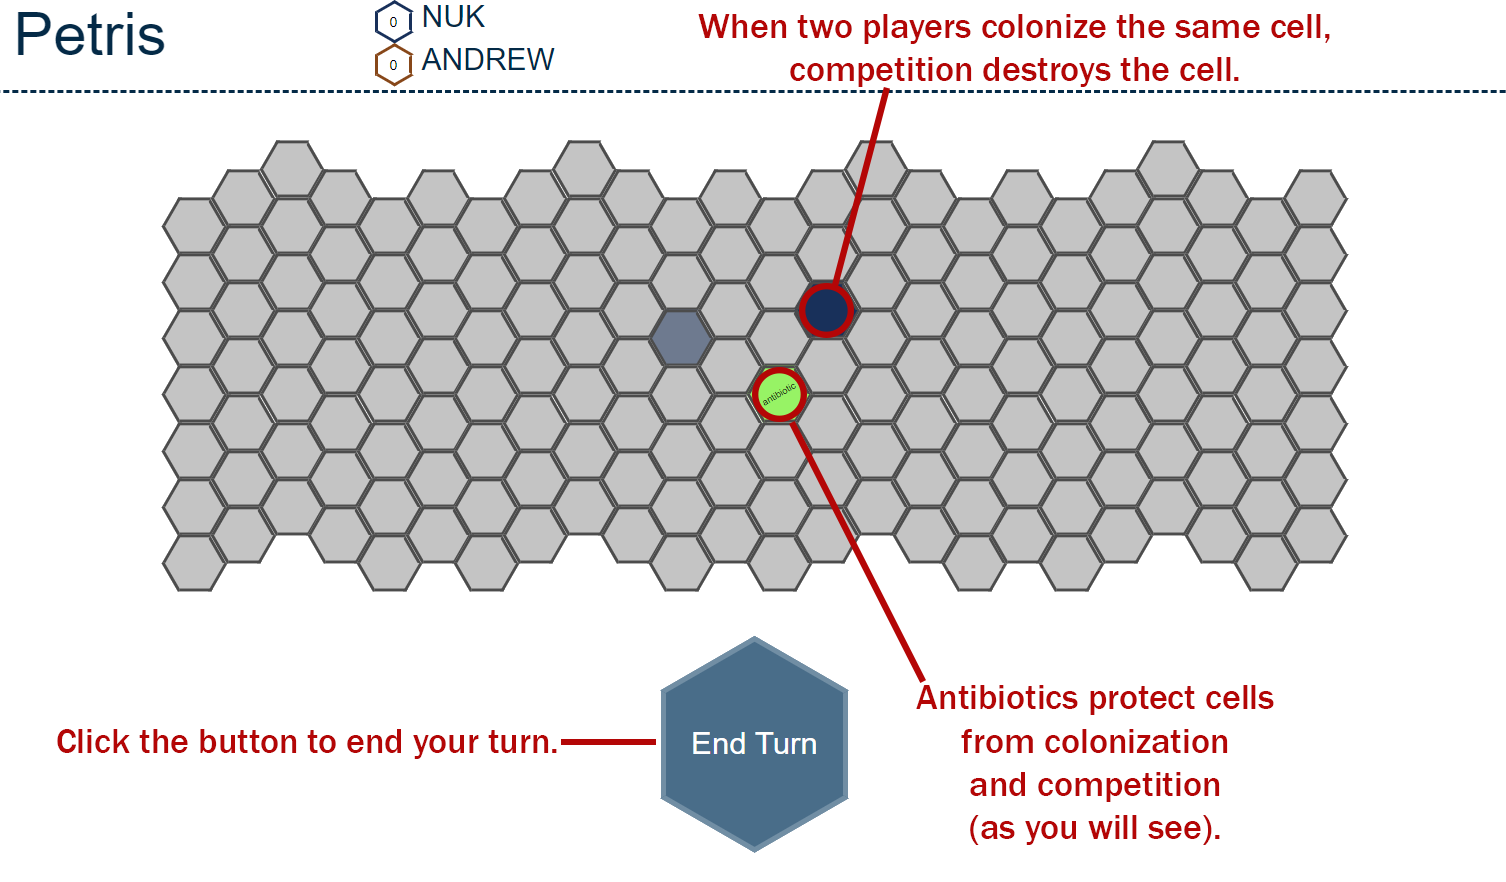 Petris
0 NUK
0 ANDREW
When two players colonize the same cell,
competition destroys the cell.
antibiotic
Click the button to end your turn.
End Turn
Antibiotics protect cells
from colonization
and competition
(as you will see).